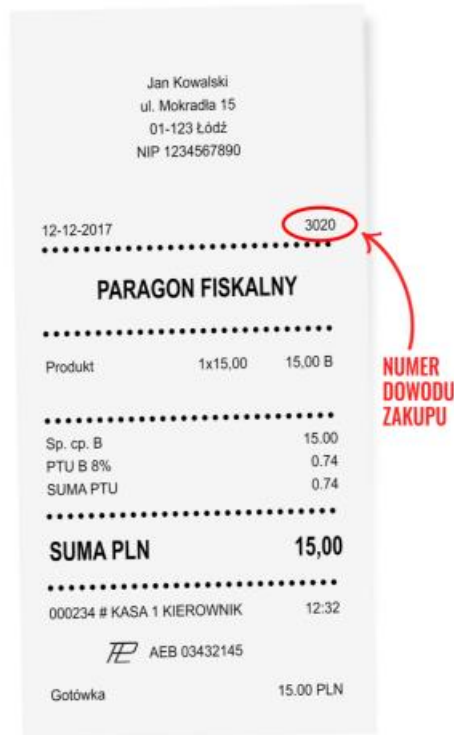 Jan Kowalski
ul. Mokradła 15
01-123 Łódź
NIP 1234567890
12-12-2017 3020
PARAGON FISKALNY
Produkt 1x15,00 15,00 B
Sp. cp. B 15.00
PTU B 8% 0.74
SUMA PTU 0.74
SUMA PLN 15,00
000234 # KASA 1 KIEROWNIK 12:32
AEB 03432145
Gotówka 15.00 PLN
NUMER
DOWODU
ZAKUPU